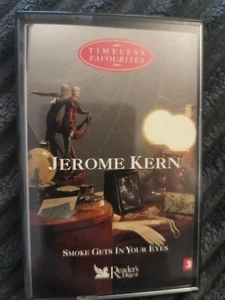 TIMELESS
FAVOURITES
JEROME KERN
SMOKE GETS IN YOUR EYES
Reader's
Digest
3